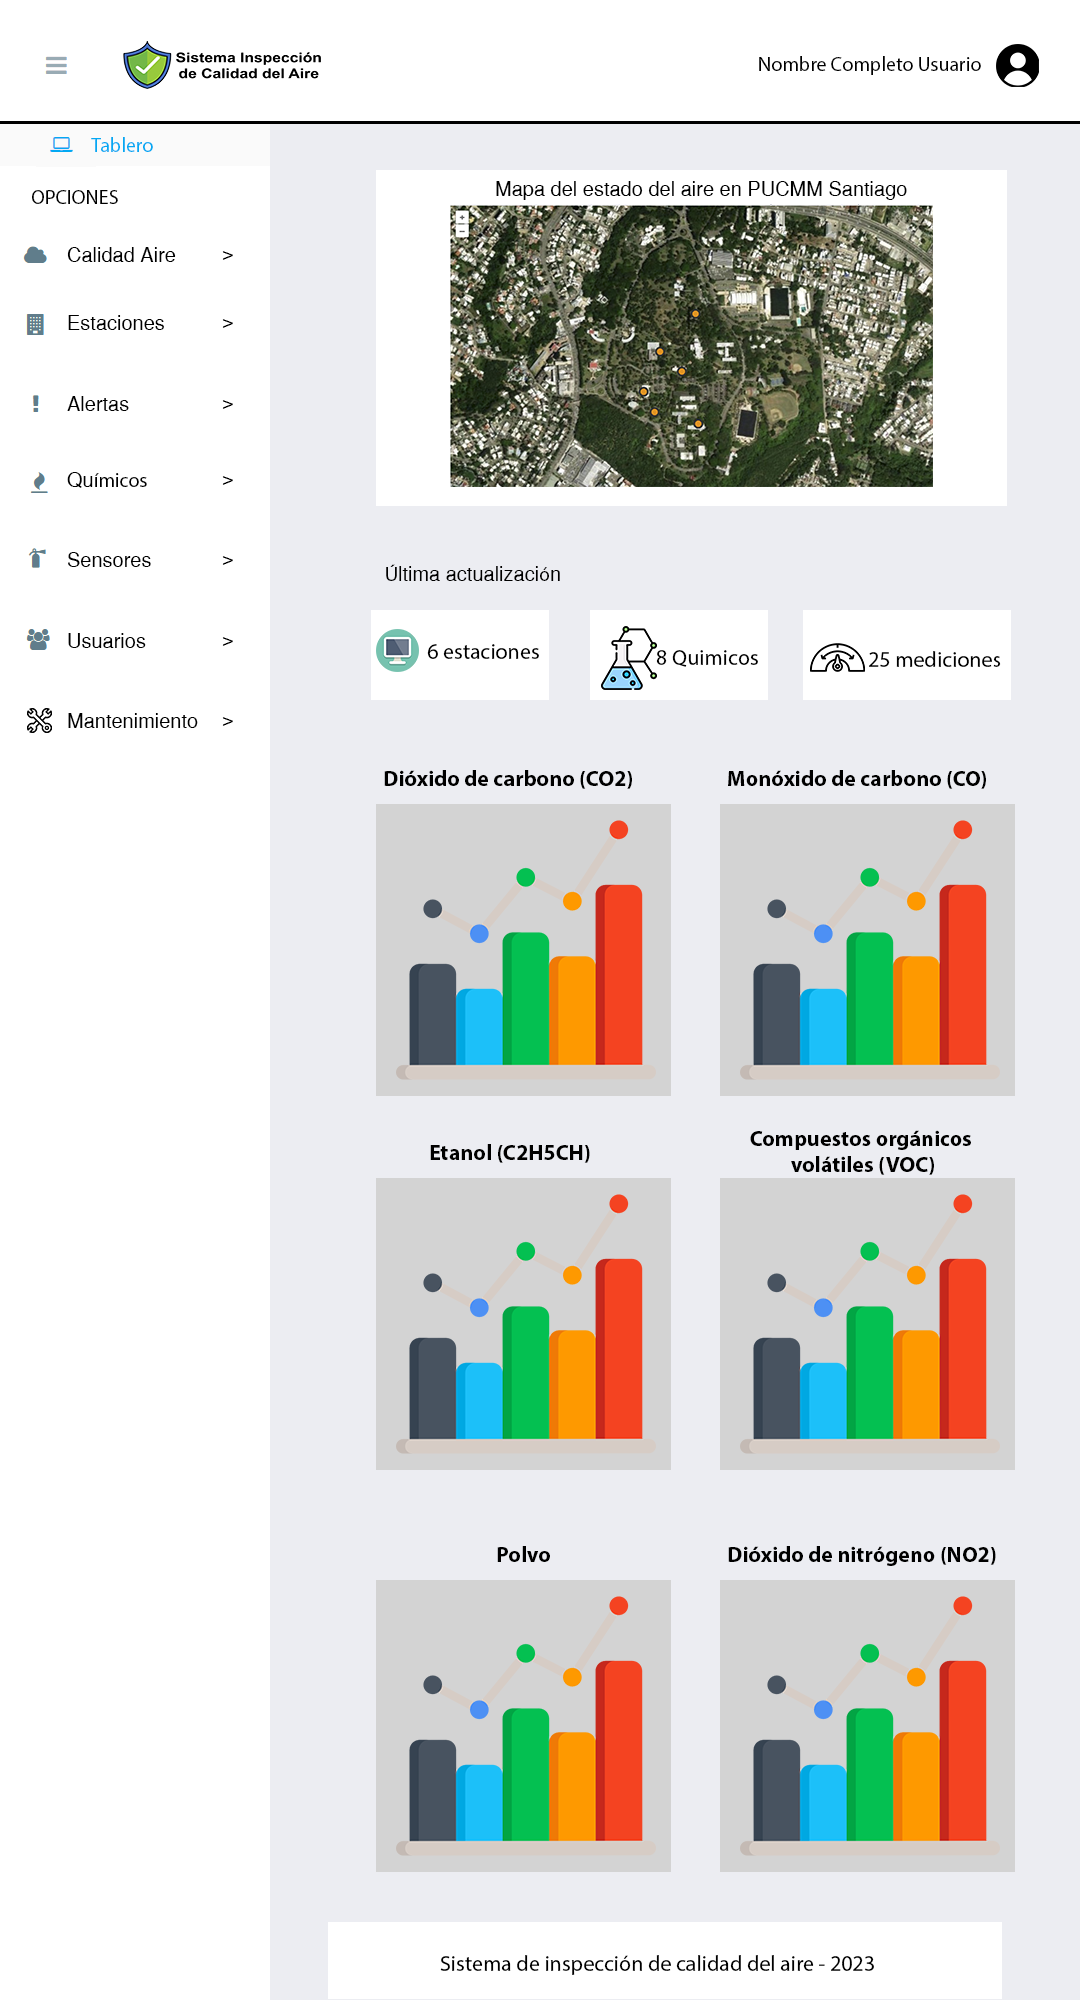 Sistema Inspección
de Calidad del Aire
Nombre Completo Usuario
Tablero
OPCIONES
Calidad Aire >
Estaciones >
Alertas >
Químicos >
Sensores >
Usuarios >
Mantenimiento >
Mapa del estado del aire en PUCMM Santiago
+
−
Última actualización
6 estaciones
8 Quimicos
25 mediciones
Dióxido de carbono (CO2)
Monóxido de carbono (CO)
Etanol (C2H5CH)
Compuestos orgánicos
volátiles (VOC)
Polvo
Dióxido de nitrógeno (NO2)
Sistema de inspección de calidad del aire - 2023